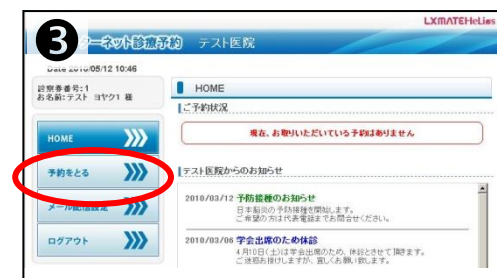 LXMATEHeLios
3
ーネット診療予約 テスト医院
Date 2010/05/12 10:46
診察券番号:1
お名前:テスト ヨヤク1 様
HOME
予約をとる
メール配信設定
ログアウト
HOME
ご予約状況
現在、お取りいただいている予約はありません
テスト医院からのお知らせ
2010/03/12 予防接種のお知らせ
日本脳炎の予防接種を開始します。
ご希望の方は代表電話までお問合せください。
2010/03/06 学会出席のため休診
4月10日(土)は学会出席のため、休診とさせて頂きます。
ご迷惑お掛けしますが、宜しくお願い致します。